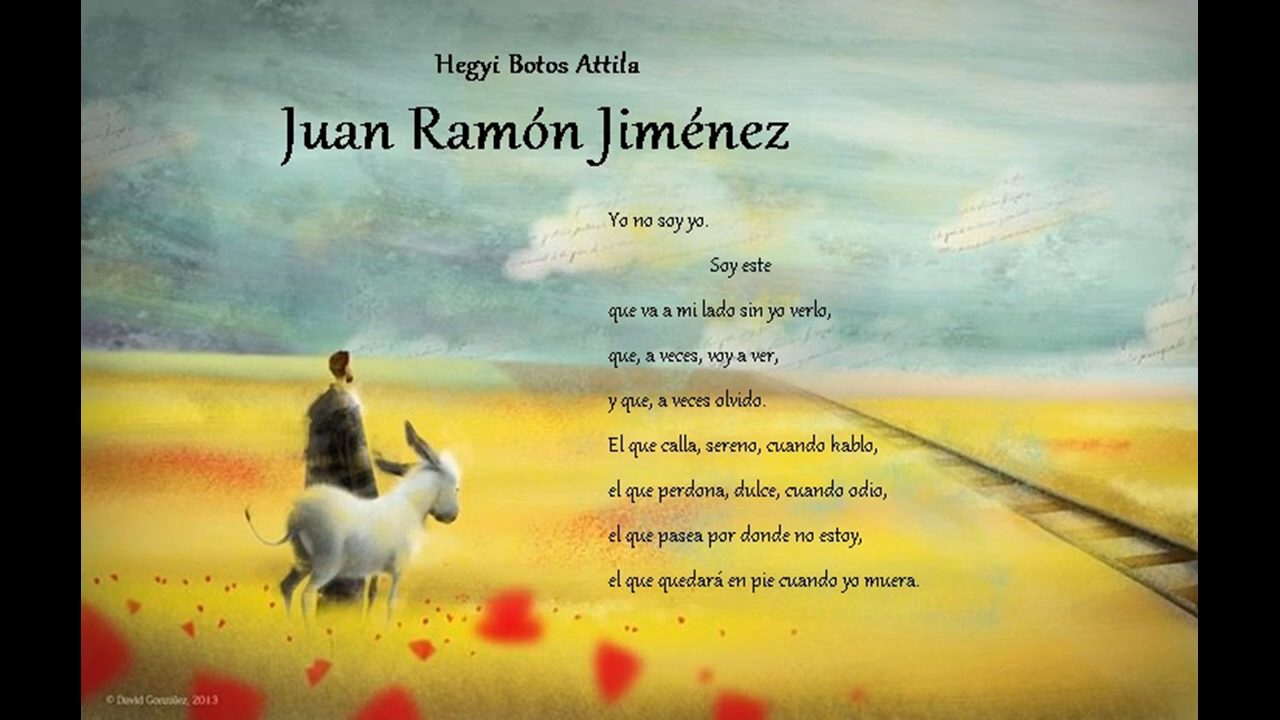 Hegyi Botos Attila
Juan Ramón Jiménez
Yo no soy yo.
Soy este
que va a mi lado sin yo verlo,
que, a veces, voy a ver,
y que, a veces olvido.
El que calla, sereno, cuando hablo,
el que perdona, dulce, cuando odio,
el que pasea por donde no estoy,
el que quedará en pie cuando yo muera.
© David González, 2013